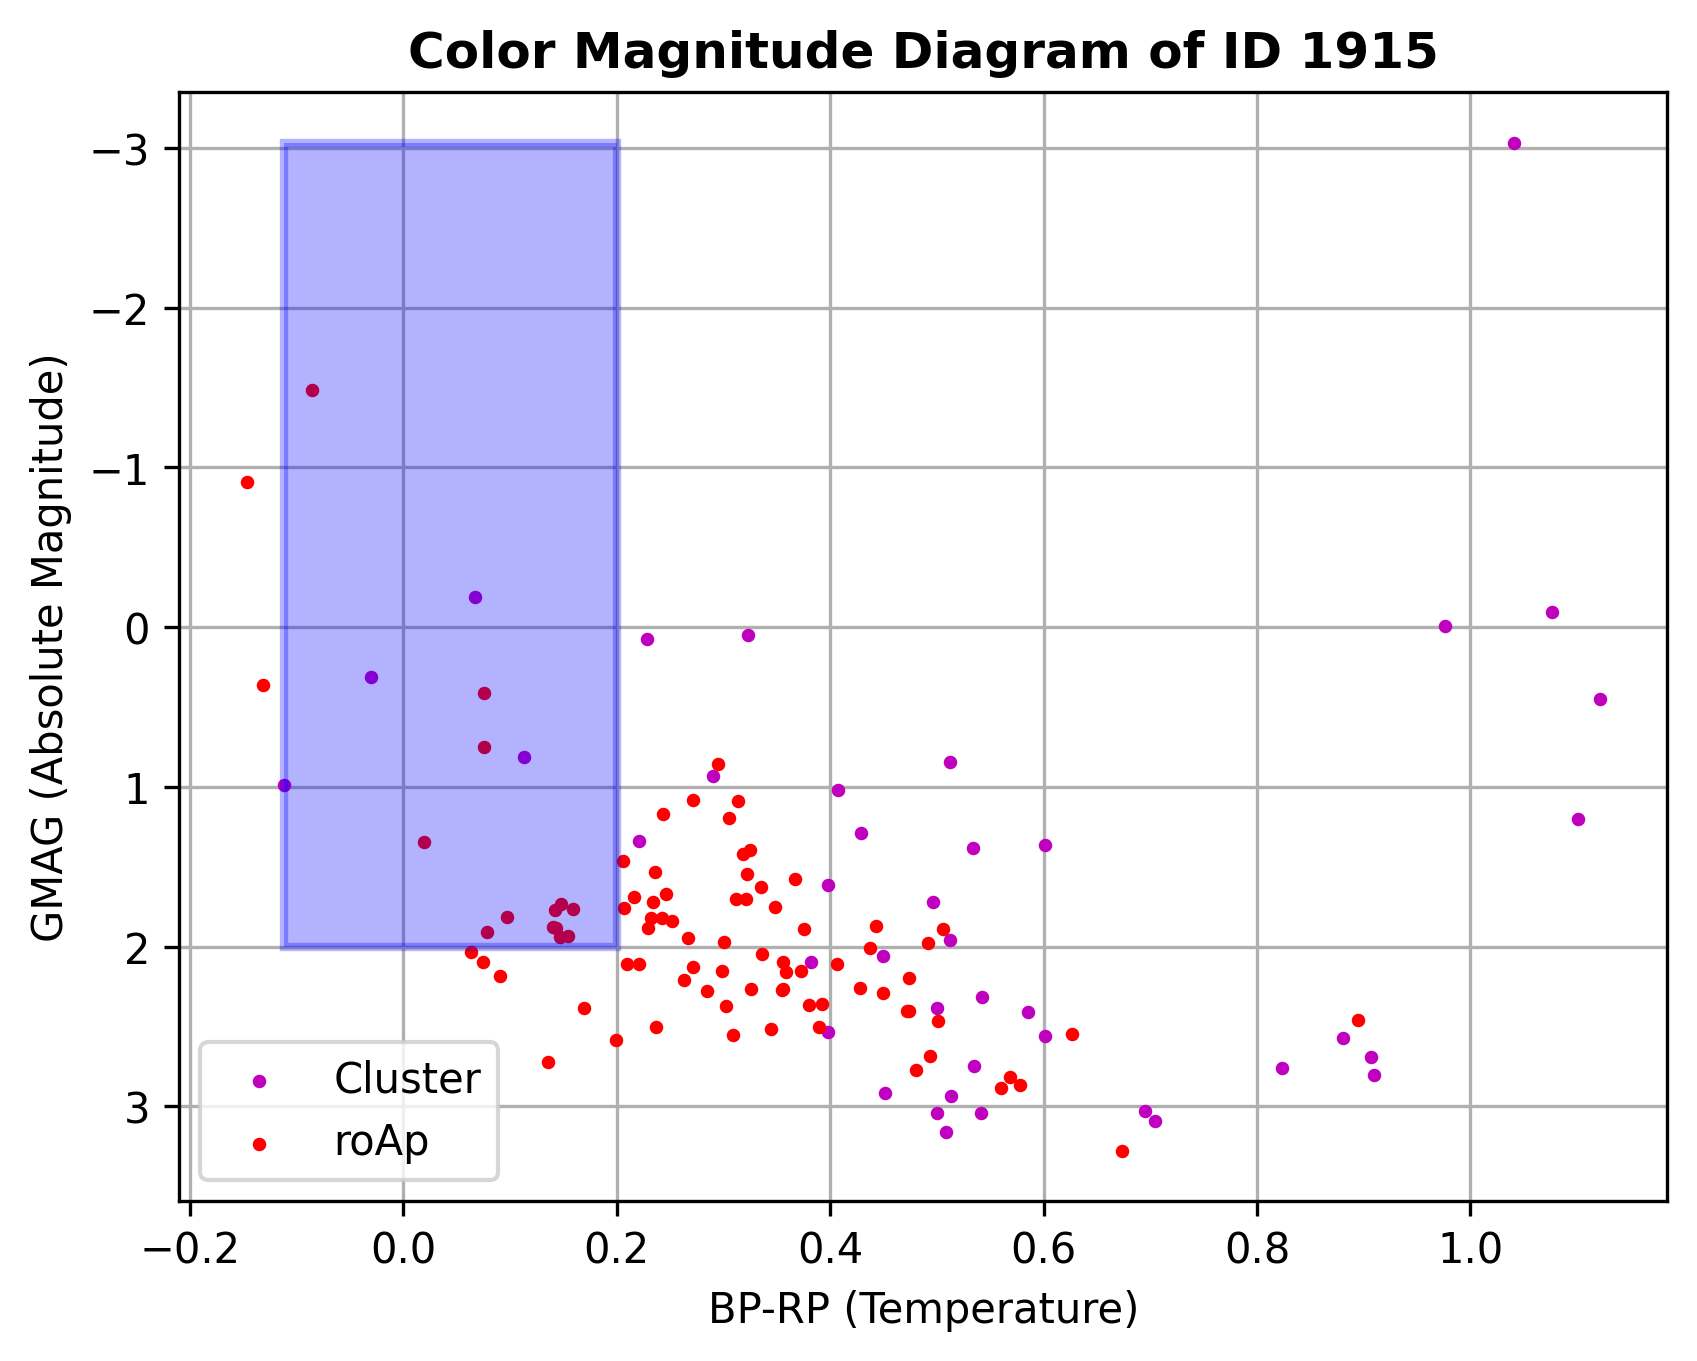 Color Magnitude Diagram of ID 1915
GMAG (Absolute Magnitude)
−3
−2
−1
0
1
2
3
Cluster
roAp
−0.2 0.0 0.2 0.4 0.6 0.8 1.0
BP-RP (Temperature)